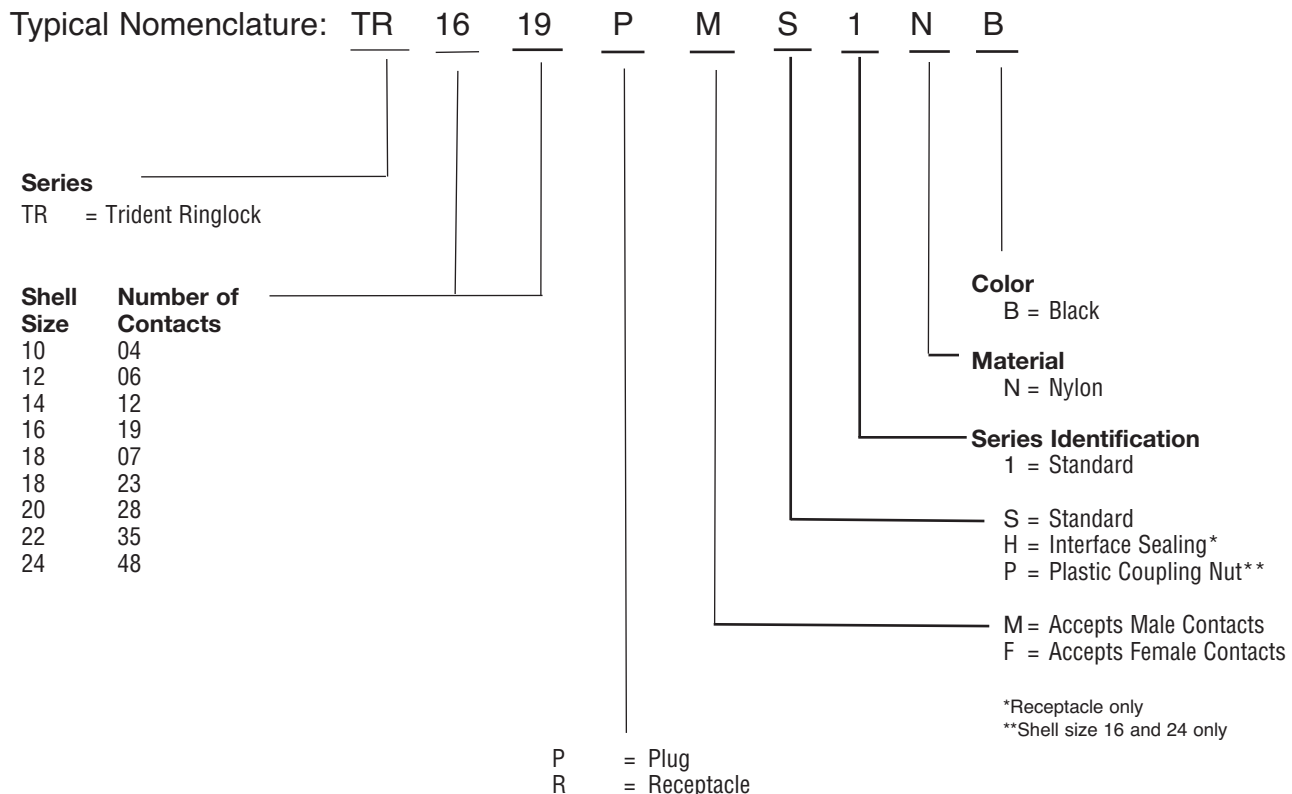 Typical Nomenclature: TR 16 19 P M S 1 N B
Series
TR = Trident Ringlock
Shell Number of
Size Contacts
10 04
12 06
14 12
16 19
18 07
18 23
20 28
22 35
24 48
Color
B = Black
Material
N = Nylon
Series Identification
1 = Standard
S = Standard
H = Interface Sealing*
P = Plastic Coupling Nut**
M = Accepts Male Contacts
F = Accepts Female Contacts
*Receptacle only
**Shell size 16 and 24 only
P = Plug
R = Receptacle